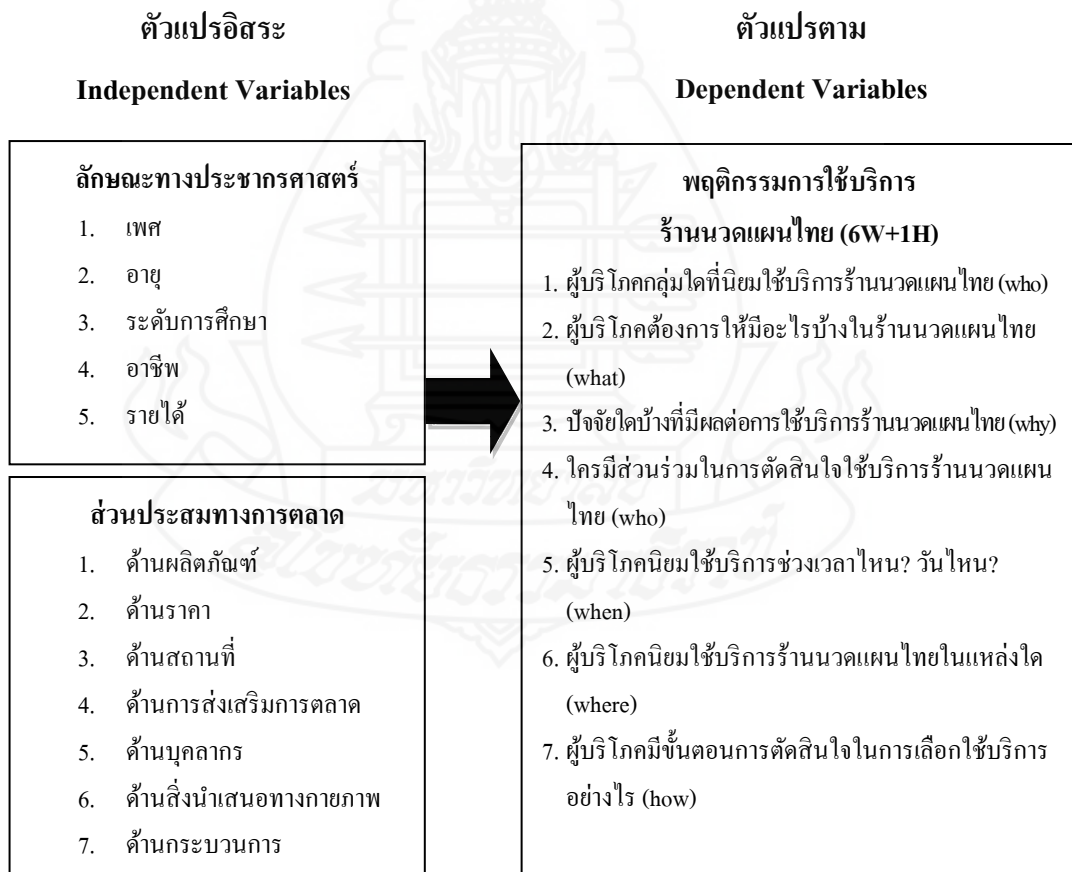 ตัวแปรอิสระ
Independent Variables
ลักษณะทางประชากรศาสตร์
1. เพศ
2. อายุ
3. ระดับการศึกษา
4. อาชีพ
5. รายได้
ส่วนประสมทางการตลาด
1. ด้านผลิตภัณฑ์
2. ด้านราคา
3. ด้านสถานที่
4. ด้านการส่งเสริมการตลาด
5. ด้านบุคลากร
6. ด้านสิ่งนำเสนอทางกายภาพ
7. ด้านกระบวนการ
ตัวแปรตาม
Dependent Variables
พฤติกรรมการใช้บริการ
ร้านนวดแผนไทย (6W+1H)
1. ผู้บริโภคกลุ่มใดที่นิยมใช้บริการร้านนวดแผนไทย (who)
2. ผู้บริโภคต้องการให้มีอะไรบ้างในร้านนวดแผนไทย
(what)
3. ปัจจัยใดบ้างที่มีผลต่อการใช้บริการร้านนวดแผนไทย (why)
4. ใครมีส่วนร่วมในการตัดสินใจใช้บริการร้านนวดแผน
ไทย (who)
5. ผู้บริโภคนิยมใช้บริการช่วงเวลาไหน? วันไหน?
(when)
6. ผู้บริโภคนิยมใช้บริการร้านนวดแผนไทยในแหล่งใด
(where)
7. ผู้บริโภคมีขั้นตอนการตัดสินใจในการเลือกใช้บริการ
อย่างไร (how)